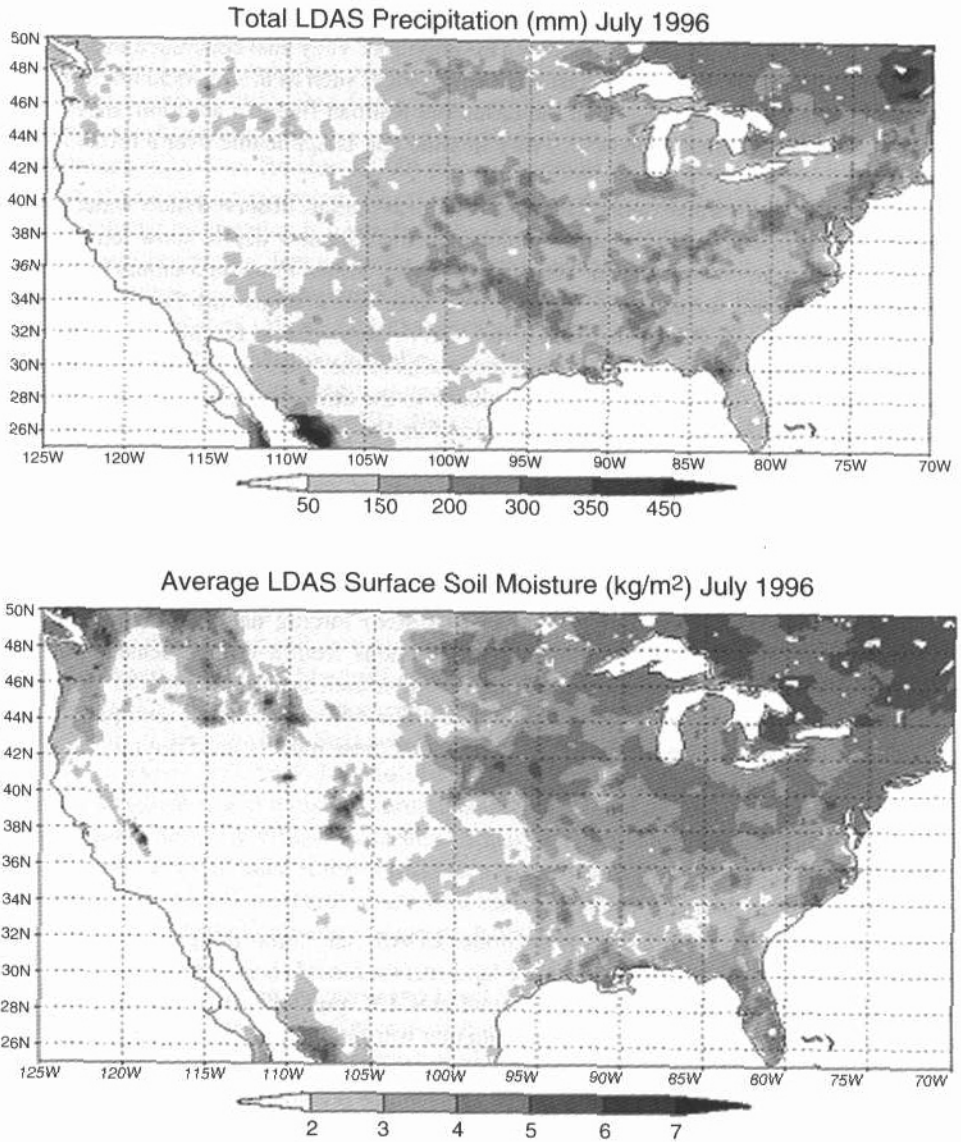 Total LDAS Precipitation (mm) July 1996
50N
48N
46N
44N
42N
40N
38N
36N
34N
32N
30N
28N
26N
125W 120W 115W 110W 105W 100W 95W 90W 85W 80W 75W 70W
50 150 200 300 350 450
Average LDAS Surface Soil Moisture (kg/m²) July 1996
50N
48N
46N
44N
42N
40N
38N
36N
34N
32N
30N
28N
26N
125W 120W 115W 110W 105W 100W 95W 90W 85W 80W 75W 70W
2 3 4 5 6 7